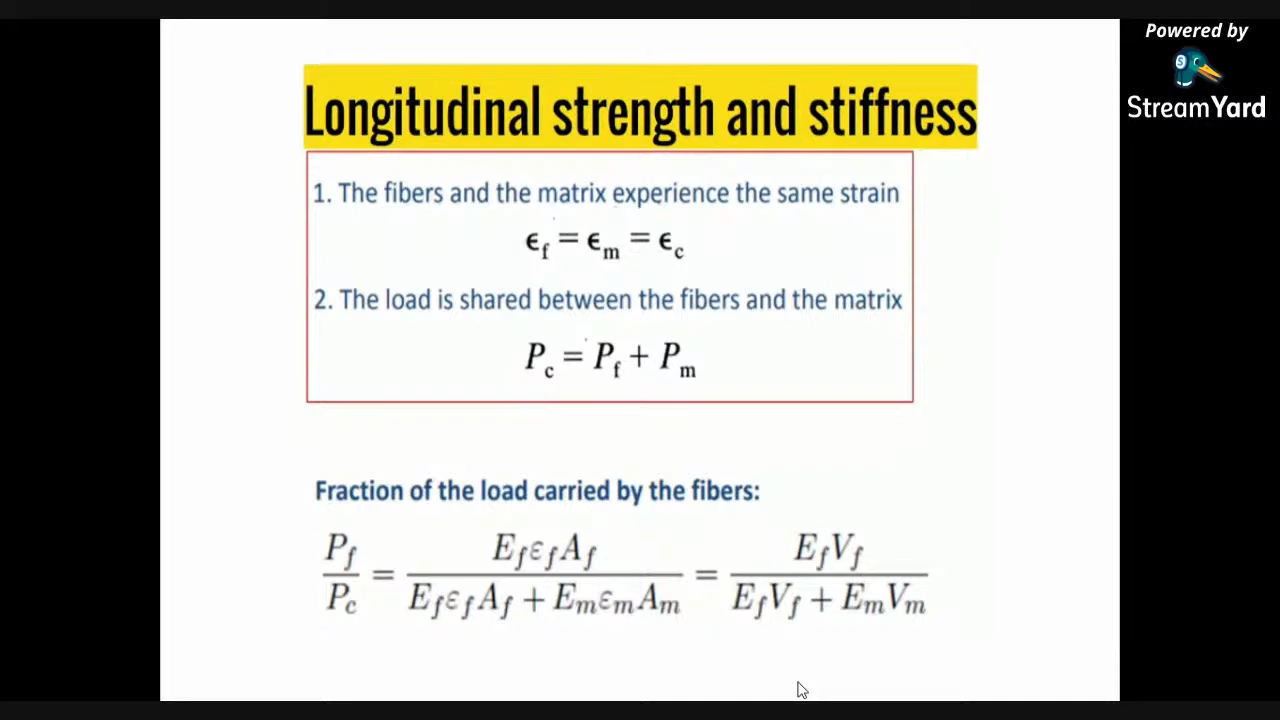 Powered by
StreamYard
Longitudinal strength and stiffness
1. The fibers and the matrix experience the same strain
ϵf = ϵm = ϵc
2. The load is shared between the fibers and the matrix
Pc = Pf + Pm
Fraction of the load carried by the fibers:
Pf/Pc = EfεfAf/(EfεfAf + EmεmAm) = EfVf/(EfVf + EmVm)